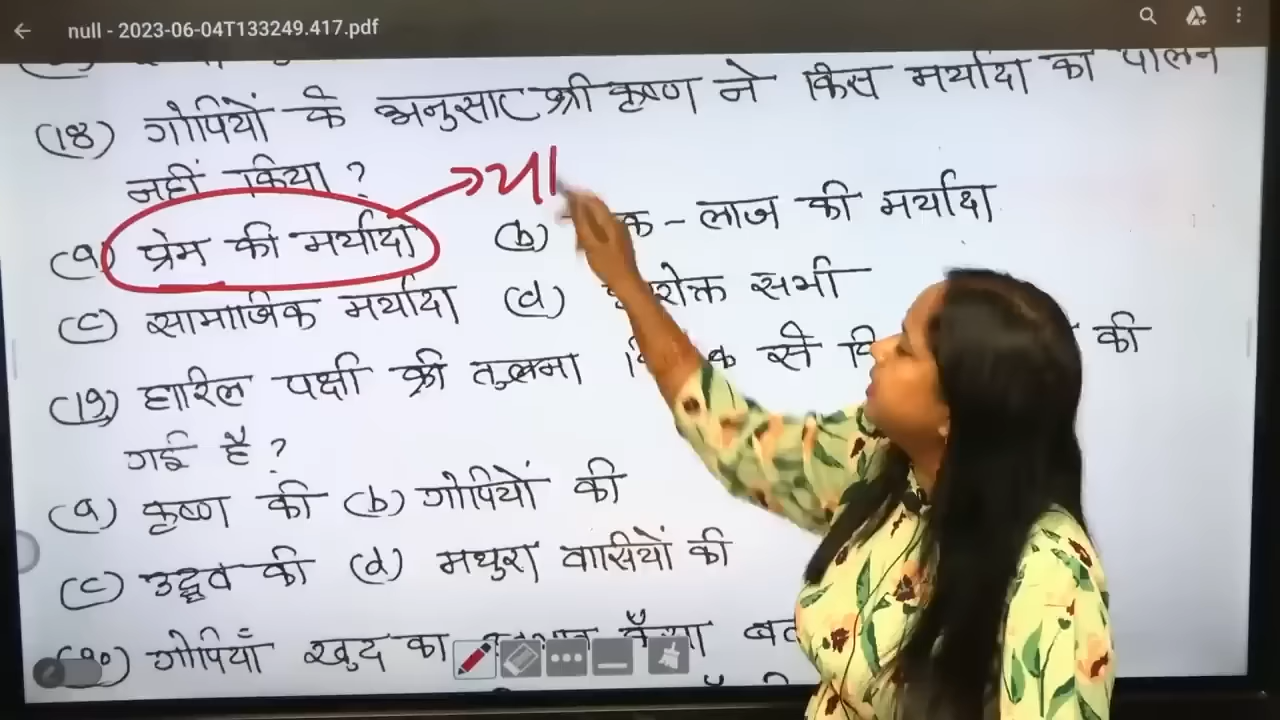 null - 2023-06-04T133249.417.pdf
(18) गोपियों के अनुसार श्री कृष्ण ने किस मर्यादा का पालन
नहीं किया ?
(a) प्रेम की मर्यादा (b) - लाज की मर्यादा
(c) सामाजिक मर्यादा (d) सभी
(19) हारिल पक्षी की तुलना से की
गई है ?
(a) कृष्ण की (b) गोपियों की
(c) उद्धव की (d) मथुरा वासियों की
(20) गोपियाँ खुद का